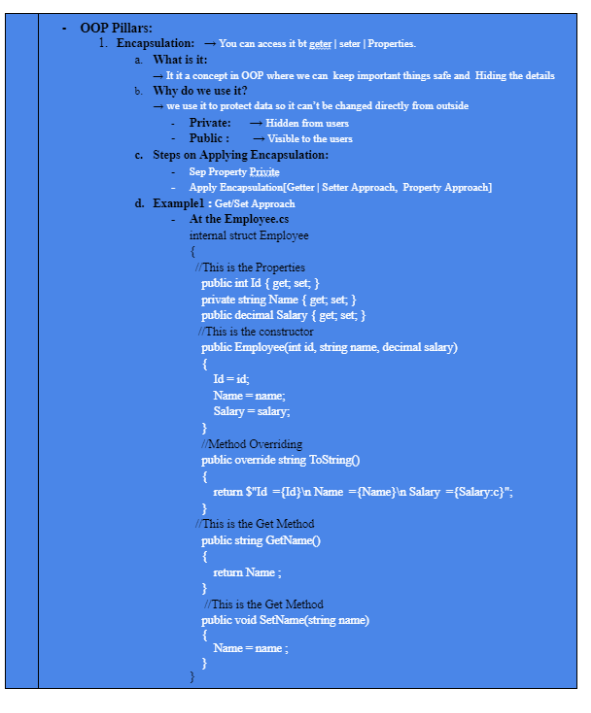 - OOP Pillars:
1. Encapsulation: → You can access it bt geter | seter | Properties.
a. What is it:
→ It it a concept in OOP where we can keep important things safe and Hiding the details
b. Why do we use it?
→ we use it to protect data so it can't be changed directly from outside
- Private: → Hidden from users
- Public : → Visible to the users
c. Steps on Applying Encapsulation:
- Sep Property Privite
- Apply Encapsulation[Getter | Setter Approach, Property Approach]
d. Example1 : Get/Set Approach
- At the Employee.cs
internal struct Employee
{
//This is the Properties
public int Id { get; set; }
private string Name { get; set; }
public decimal Salary { get; set; }
//This is the constructor
public Employee(int id, string name, decimal salary)
{
Id = id;
Name = name;
Salary = salary;
}
//Method Overriding
public override string ToString()
{
return $"Id ={Id}\n Name ={Name}\n Salary ={Salary:c}";
}
//This is the Get Method
public string GetName()
{
return Name ;
}
//This is the Get Method
public void SetName(string name)
{
Name = name ;
}
}